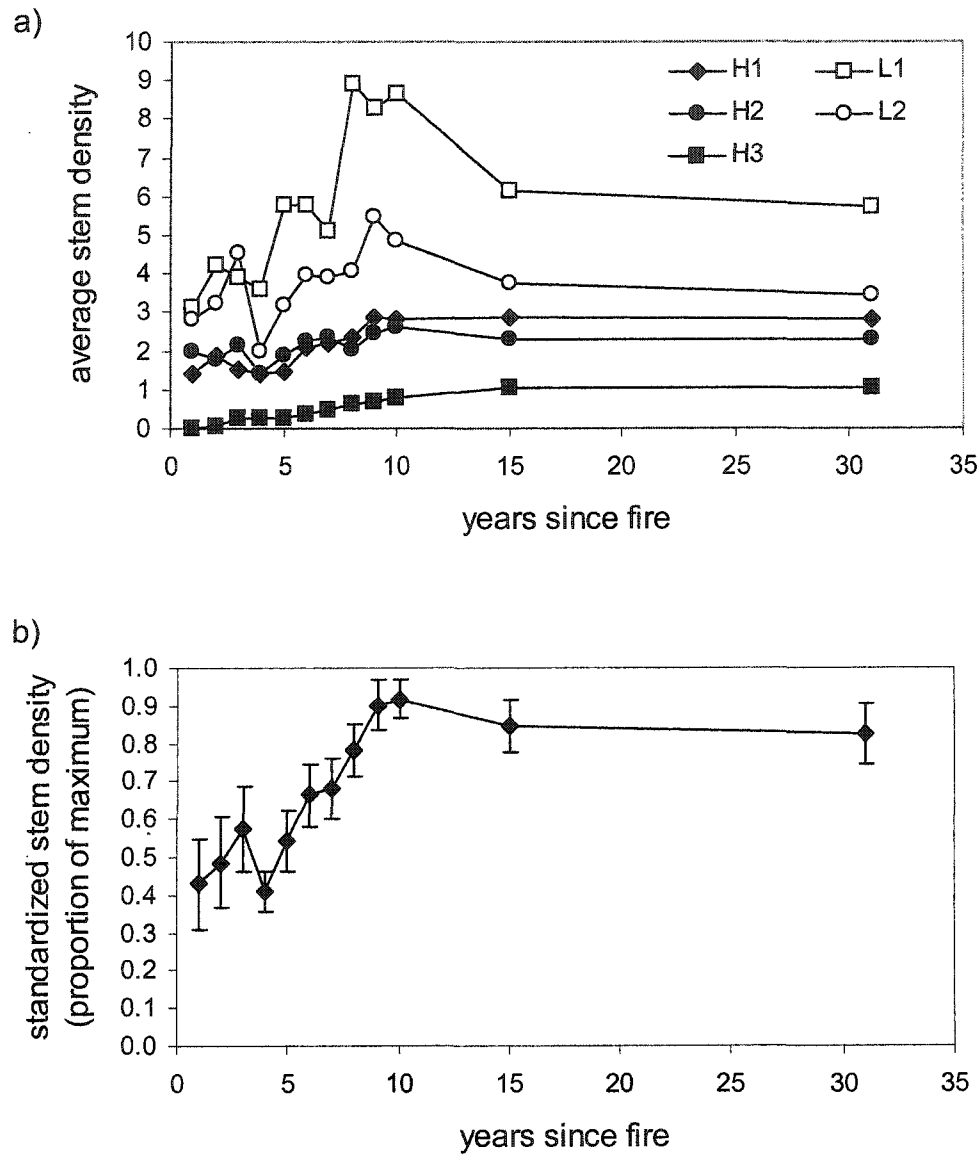 a)
10
9
8
7
6
5
4
3
2
1
0
average stem density
H1 L1
H2 L2
H3
0 5 10 15 20 25 30 35
years since fire
b)
1.0
0.9
0.8
0.7
0.6
0.5
0.4
0.3
0.2
0.1
0.0
standardized stem density
(proportion of maximum)
0 5 10 15 20 25 30 35
years since fire